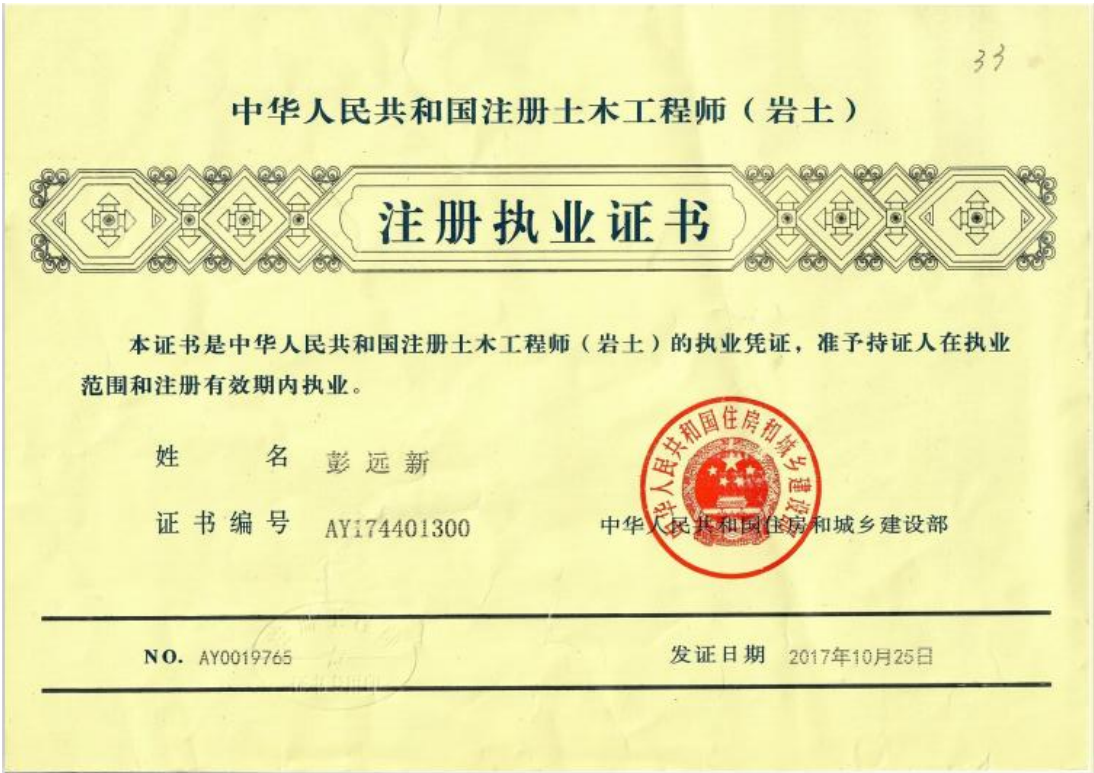 33
中华人民共和国注册土木工程师（岩土）
注册执业证书
本证书是中华人民共和国注册土木工程师（岩土）的执业凭证，准予持证人在执业
范围和注册有效期内执业。
姓名 彭远新
证书编号 AY174401300
中华人民共和国住房和城乡建设部
中华人民共和国住房和城乡建设部
NO. AY0019765
发证日期 2017年10月25日